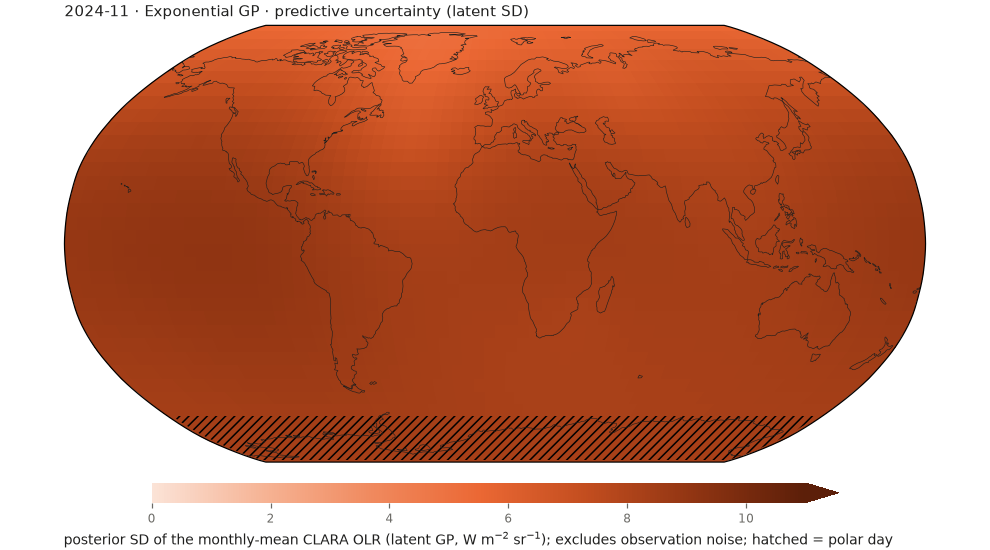 2024-11 · Exponential GP · predictive uncertainty (latent SD)
0 2 4 6 8 10
posterior SD of the monthly-mean CLARA OLR (latent GP, W m⁻² sr⁻¹); excludes observation noise; hatched = polar day